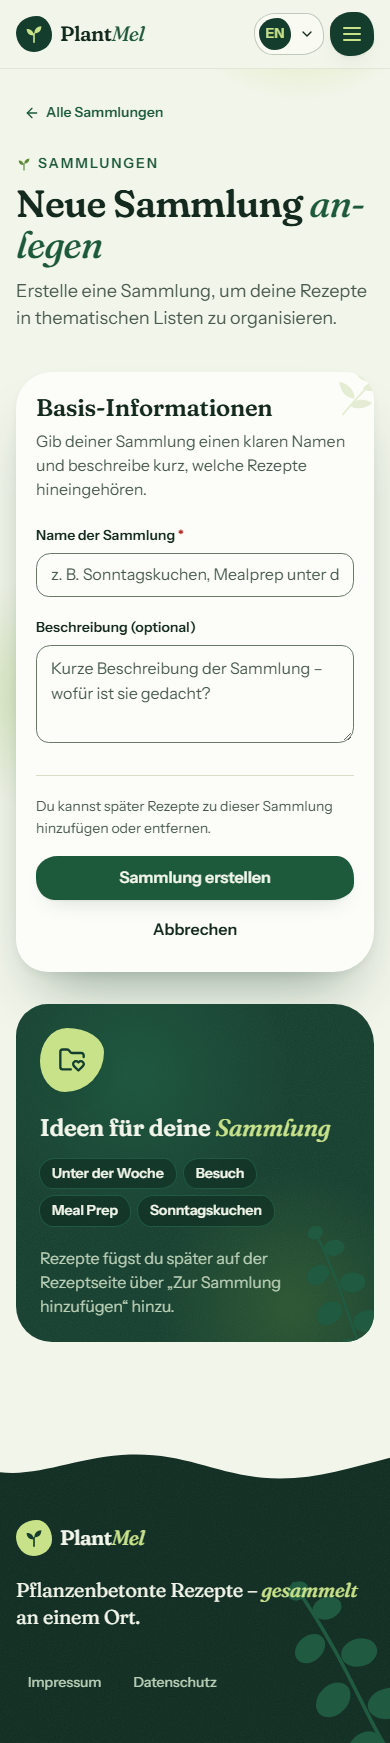 PlantMel
EN
Alle Sammlungen
SAMMLUNGEN
Neue Sammlung an-
legen
Erstelle eine Sammlung, um deine Rezepte
in thematischen Listen zu organisieren.
Basis-Informationen
Gib deiner Sammlung einen klaren Namen
und beschreibe kurz, welche Rezepte
hineingehören.
Name der Sammlung *
z. B. Sonntagskuchen, Mealprep unter d
Beschreibung (optional)
Kurze Beschreibung der Sammlung –
wofür ist sie gedacht?
Du kannst später Rezepte zu dieser Sammlung
hinzufügen oder entfernen.
Sammlung erstellen
Abbrechen
Ideen für deine Sammlung
Unter der Woche
Besuch
Meal Prep
Sonntagskuchen
Rezepte fügst du später auf der
Rezeptseite über „Zur Sammlung
hinzufügen“ hinzu.
PlantMel
Pflanzenbetonte Rezepte – gesammelt
an einem Ort.
Impressum
Datenschutz